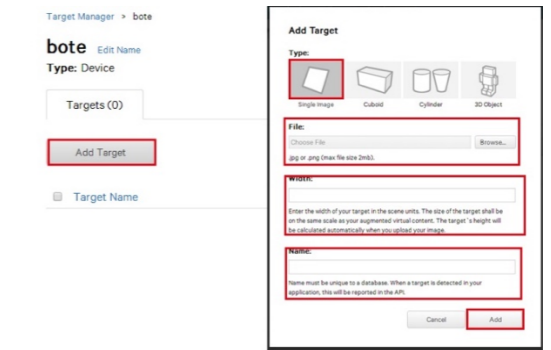 Target Manager > bote
bote Edit Name
Type: Device
Targets (0)
Add Target
Target Name
Add Target
Type:
Single Image Cuboid Cylinder 3D Object
File:
Choose File Browse...
.jpg or .png (max file size 2mb).
Width:
Enter the width of your target in the scene units. The size of the target shall be
on the same scale as your augmented virtual content. The target´s height will
be calculated automatically when you upload your image.
Name:
Name must be unique to a database. When a target is detected in your
application, this will be reported in the API.
Cancel Add